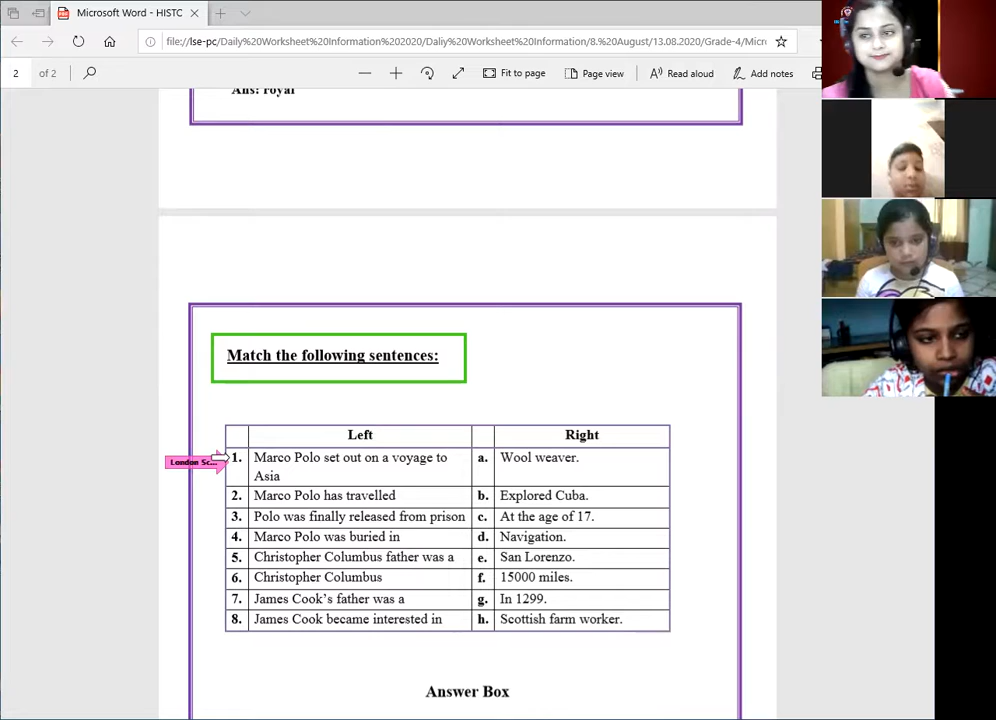 Microsoft Word - HISTC
2 of 2
file://lse-pc/Daily%20Worksheet%20Information%202020/Daliy%20Worksheet%20Information/8.%20August/13.08.2020/Grade-4/Micro
Fit to page
Page view
Read aloud
Add notes
Ans: royal
Match the following sentences:
Left Right
1. Marco Polo set out on a voyage to Asia a. Wool weaver.
2. Marco Polo has travelled b. Explored Cuba.
3. Polo was finally released from prison c. At the age of 17.
4. Marco Polo was buried in d. Navigation.
5. Christopher Columbus father was a e. San Lorenzo.
6. Christopher Columbus f. 15000 miles.
7. James Cook's father was a g. In 1299.
8. James Cook became interested in h. Scottish farm worker.
London Sc...
Answer Box